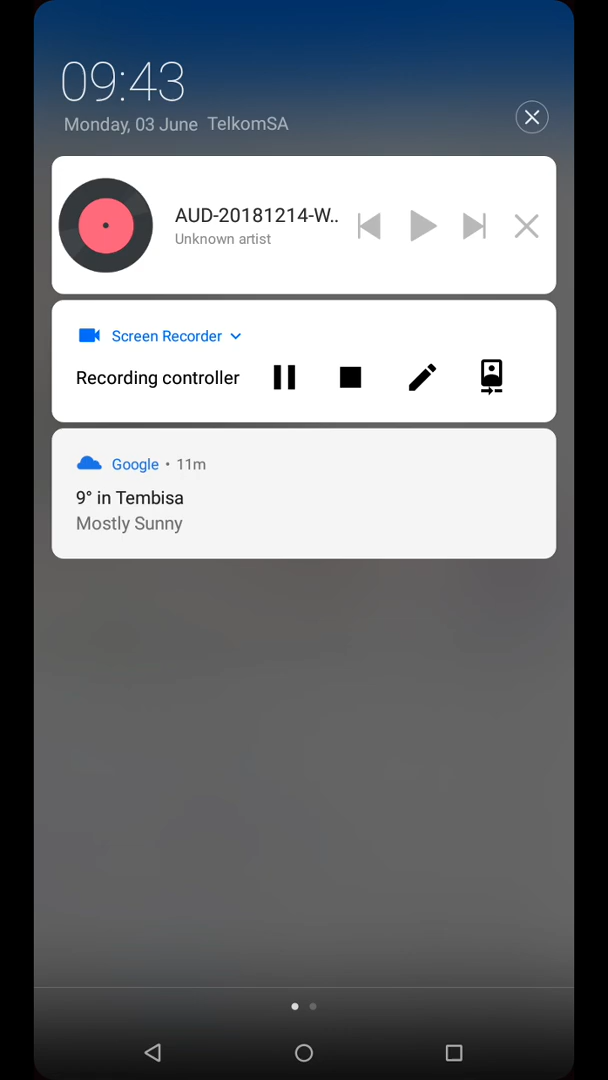 09:43
Monday, 03 June TelkomSA
AUD-20181214-W..
Unknown artist
Screen Recorder
Recording controller
Google • 11m
9° in Tembisa
Mostly Sunny